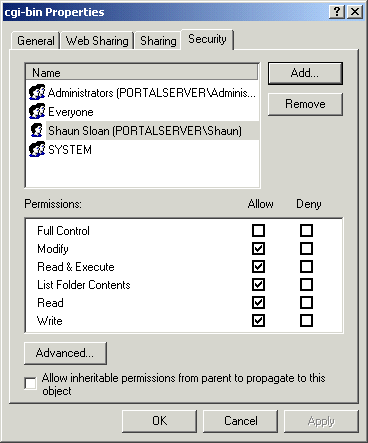 cgi-bin Properties
General Web Sharing Sharing Security
Name
Administrators (PORTALSERVER\Adminis...
Everyone
Shaun Sloan (PORTALSERVER\Shaun)
SYSTEM
Add...
Remove
Permissions: Allow Deny
Full Control
Modify
Read & Execute
List Folder Contents
Read
Write
Advanced...
Allow inheritable permissions from parent to propagate to this
object
OK Cancel Apply